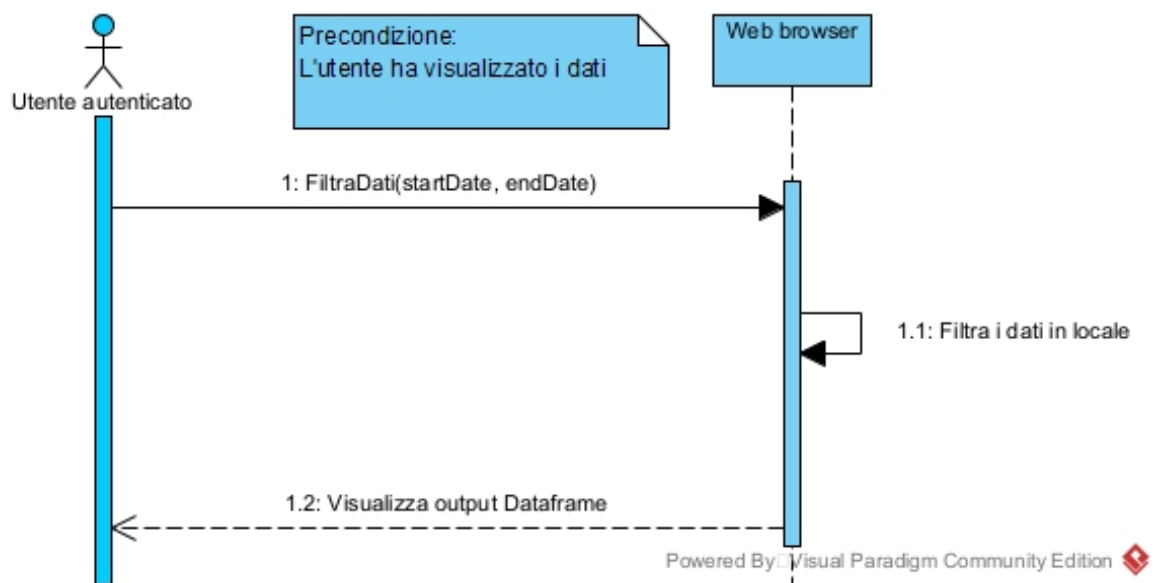 Precondizione:
L'utente ha visualizzato i dati
Web browser
Utente autenticato
1: FiltraDati(startDate, endDate)
1.1: Filtra i dati in locale
1.2: Visualizza output Dataframe
Powered By Visual Paradigm Community Edition